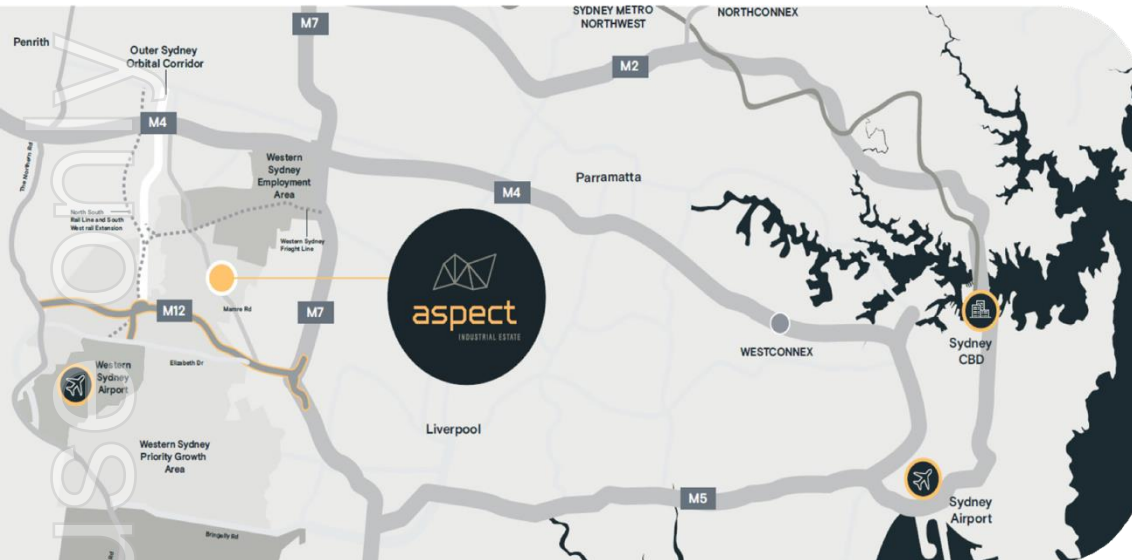 SYDNEY METRO
NORTHWEST
NORTHCONNEX
M7
Penrith
Outer Sydney
Orbital Corridor
M2
M4
The Northern Rd
Western
Sydney
Employment
Area
Parramatta
M4
North South
Rail Line and South
West rail Extension
Western Sydney
Frieght Line
aspect
INDUSTRIAL ESTATE
Mamre Rd
M12
M7
Sydney
CBD
WESTCONNEX
Elizabeth Dr
Western
Sydney
Airport
Liverpool
Western Sydney
Priority Growth
Area
M5
Sydney
Airport
Bringelly Rd
Rd
use only